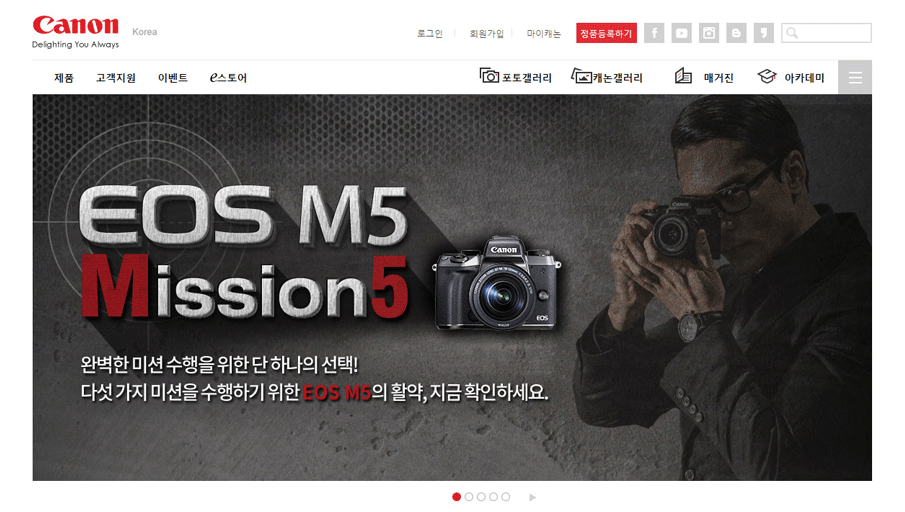 Canon
Delighting You Always
Korea
로그인
회원가입
마이캐논
정품등록하기
제품
고객지원
이벤트
e스토어
포토갤러리
캐논갤러리
매거진
아카데미
EOS M5
Mission5
Canon
EOS
Canon
완벽한 미션 수행을 위한 단 하나의 선택!
다섯 가지 미션을 수행하기 위한 EOS M5의 활약, 지금 확인하세요.